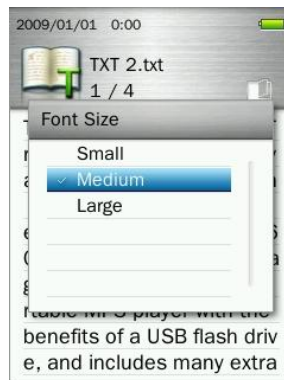 2009/01/01 0:00
TXT 2.txt
1 / 4
Font Size
Small
Medium
Large
benefits of a USB flash driv
e, and includes many extra